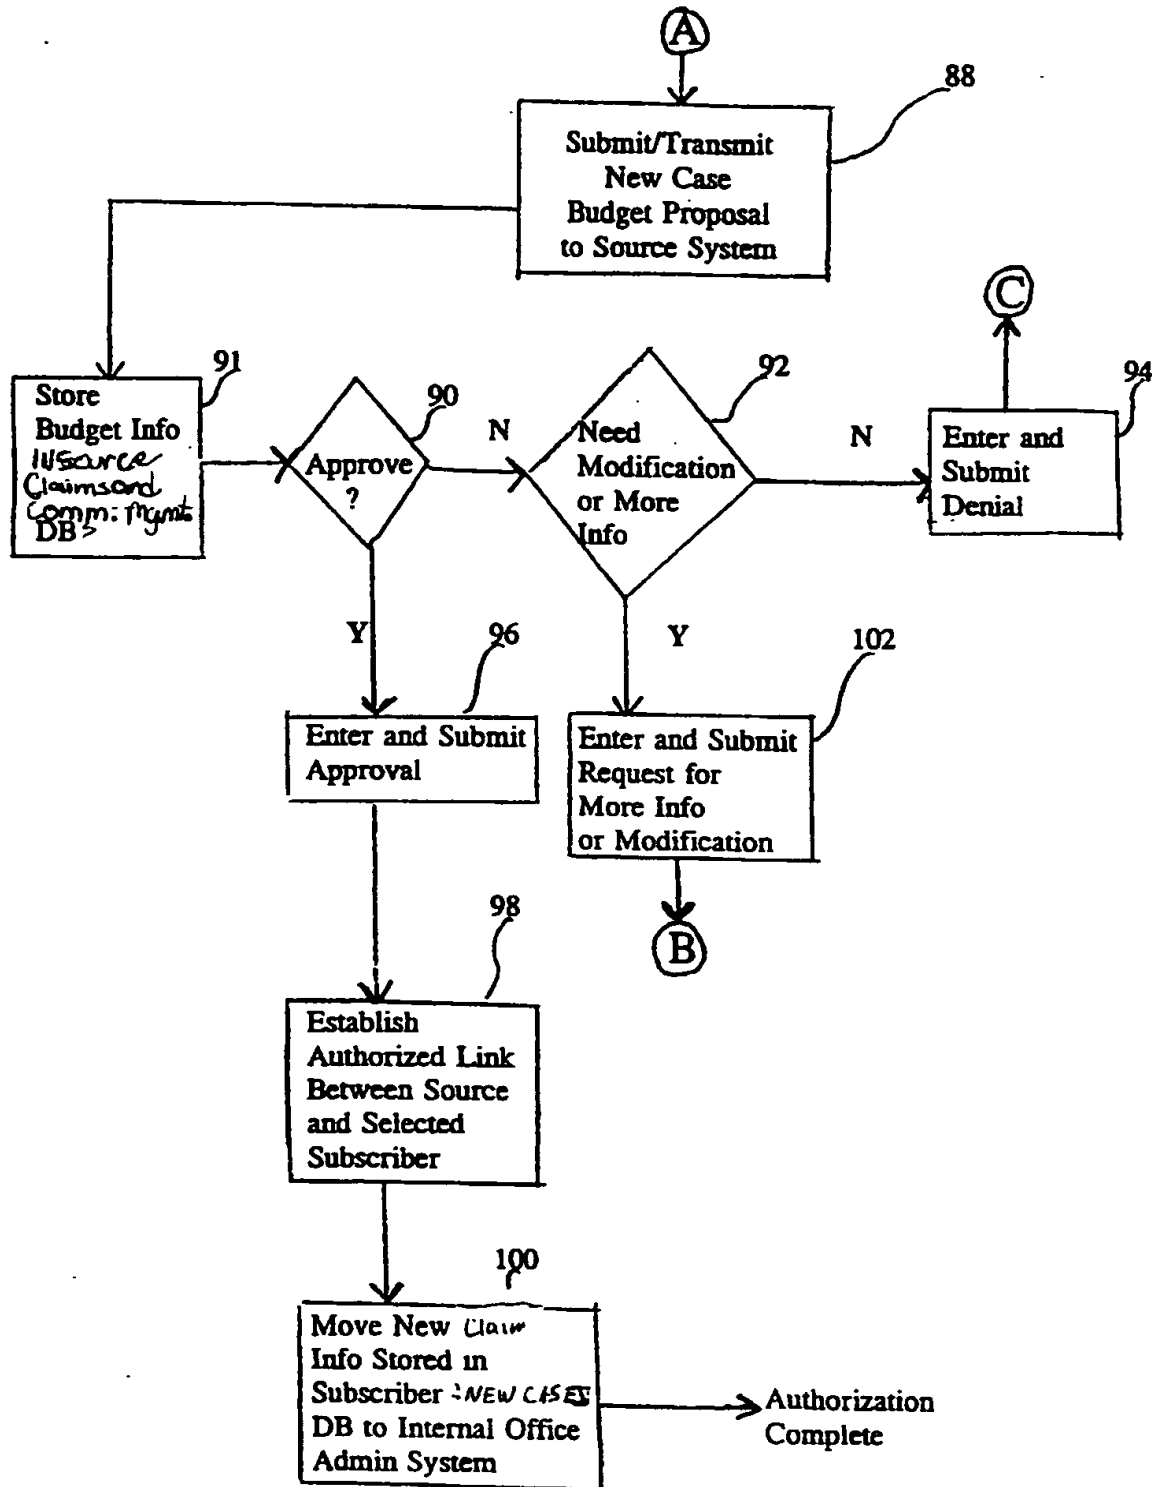 A
88
Submit/Transmit
New Case
Budget Proposal
to Source System
C
91
Store
Budget Info
INSource
Claims and
Comm: Mgmt.
DB's
90
Approve
?
N
92
Need
Modification
or More
Info
N
94
Enter and
Submit
Denial
Y
96
Enter and Submit
Approval
Y
102
Enter and Submit
Request for
More Info
or Modification
B
98
Establish
Authorized Link
Between Source
and Selected
Subscriber
100
Move New Claim
Info Stored in
Subscriber NEW CASES
DB to Internal Office
Admin System
Authorization
Complete